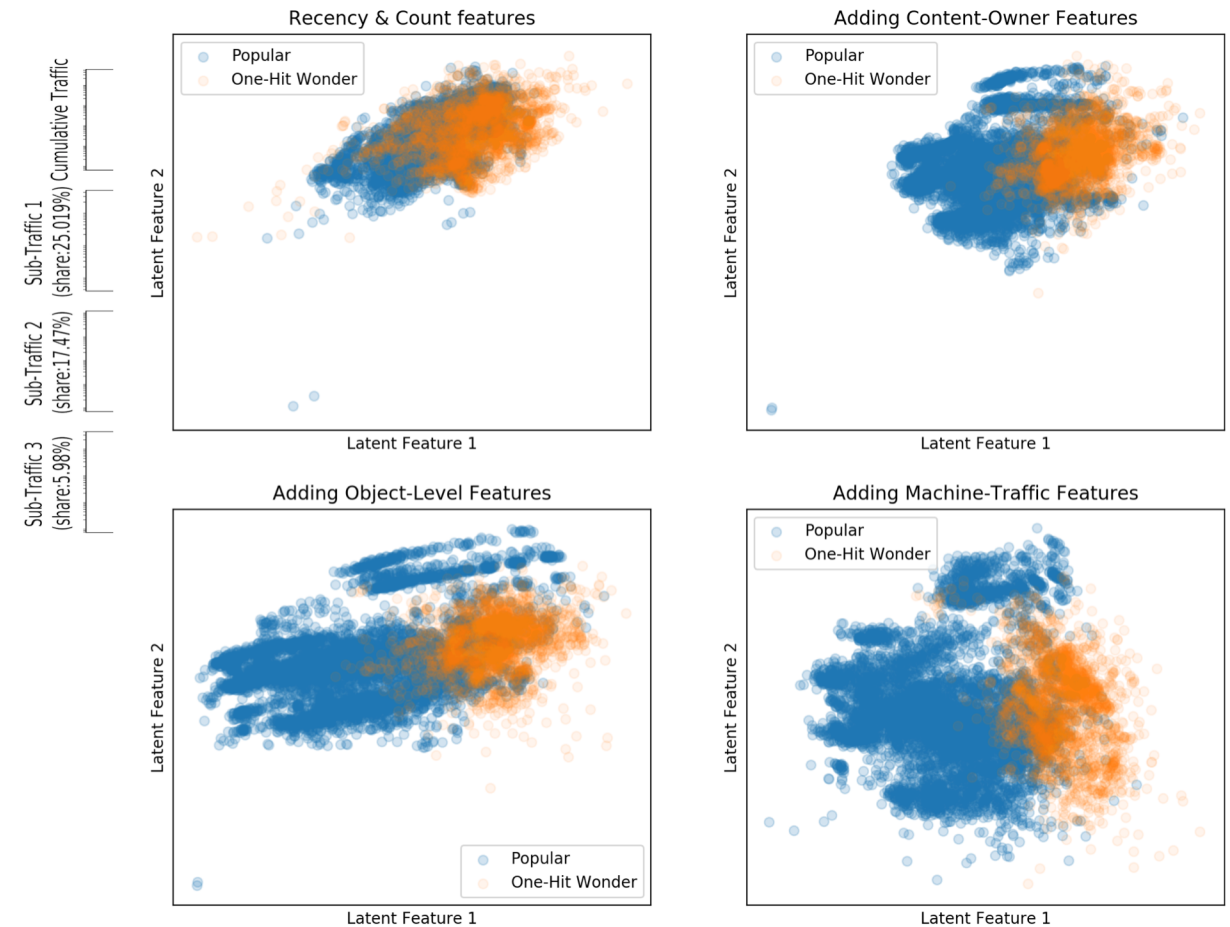 Cumulative Traffic
Sub-Traffic 1
(share:25.019%)
Sub-Traffic 2
(share:17.47%)
Sub-Traffic 3
(share:5.98%)
Recency & Count features
Popular
One-Hit Wonder
Latent Feature 2
Latent Feature 1
Adding Content-Owner Features
Popular
One-Hit Wonder
Latent Feature 2
Latent Feature 1
Adding Object-Level Features
Popular
One-Hit Wonder
Latent Feature 2
Latent Feature 1
Adding Machine-Traffic Features
Popular
One-Hit Wonder
Latent Feature 2
Latent Feature 1